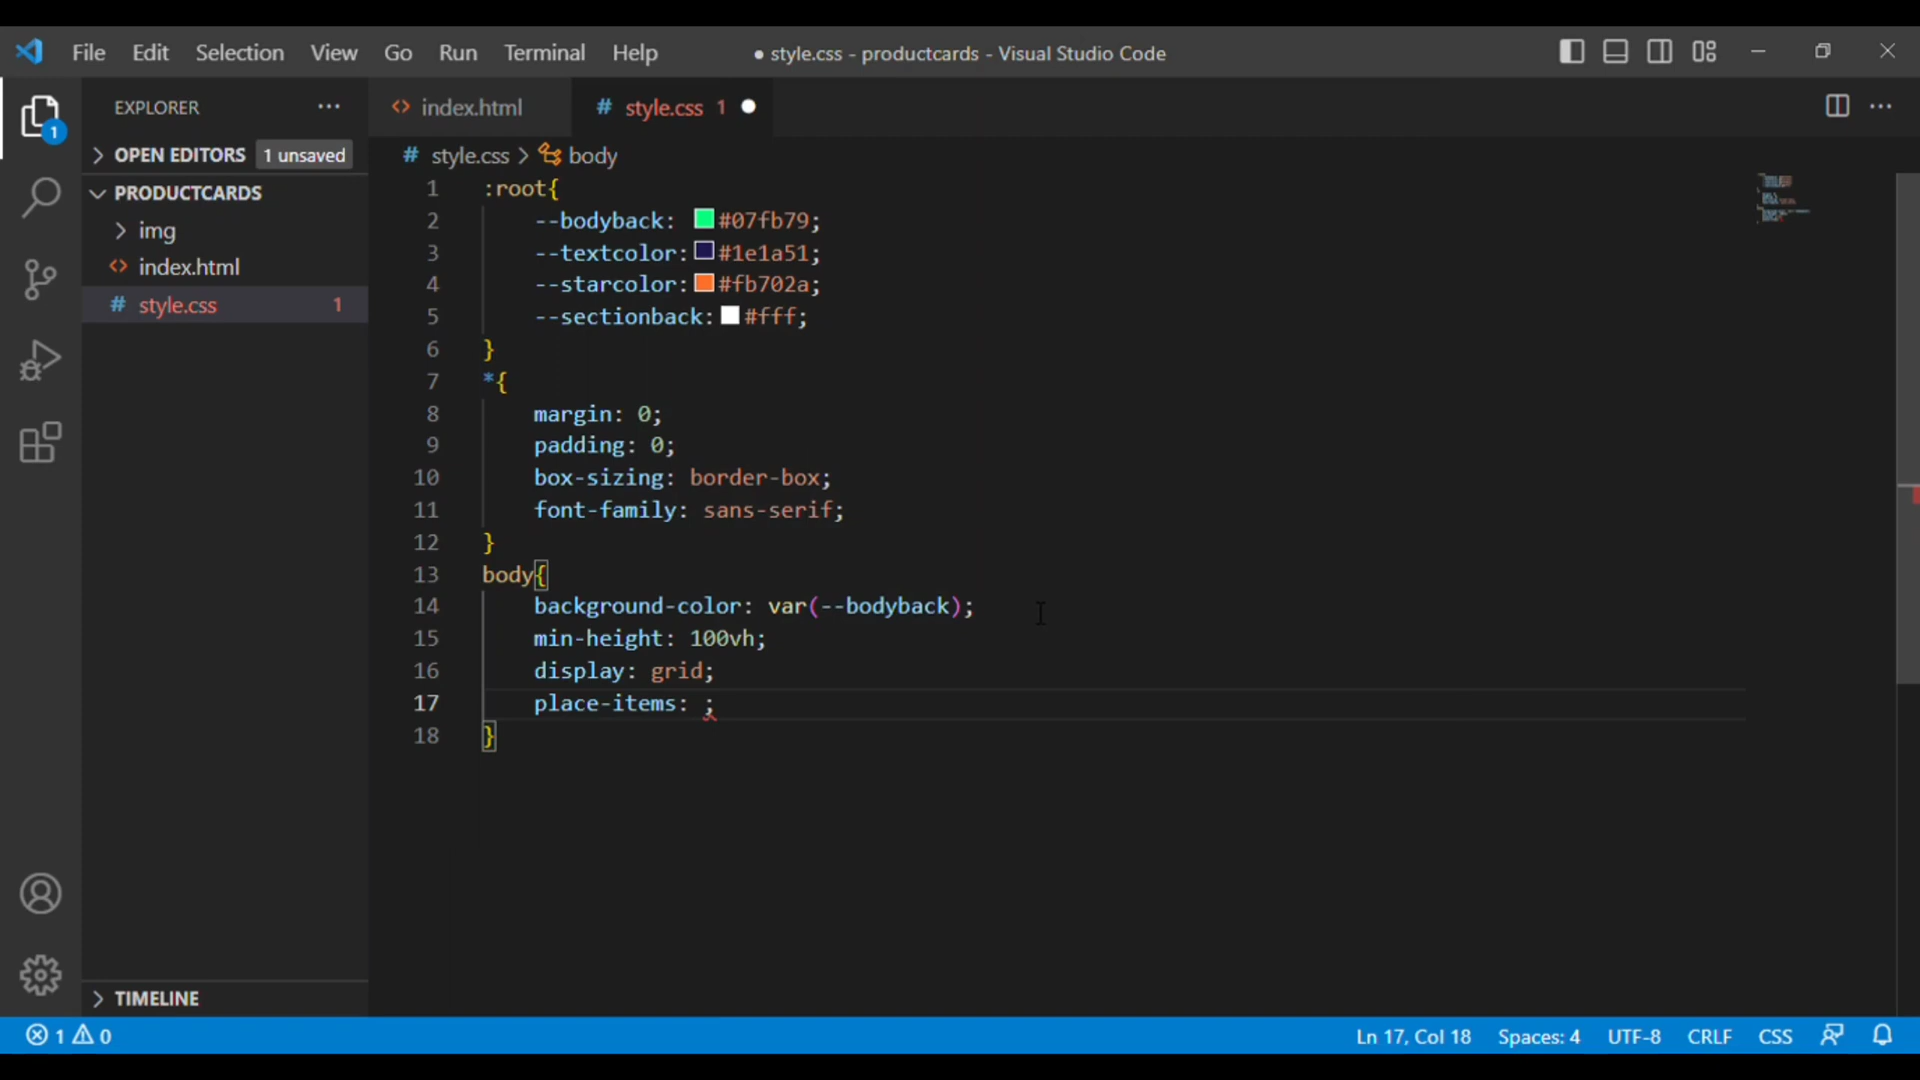 File Edit Selection View Go Run Terminal Help ● style.css - productcards - Visual Studio Code
EXPLORER ···
index.html
# style.css 1
1
OPEN EDITORS 1 unsaved
PRODUCTCARDS
img
index.html
# style.css 1
TIMELINE
# style.css > body
1 :root{
2 --bodyback: #07fb79;
3 --textcolor: #1e1a51;
4 --starcolor: #fb702a;
5 --sectionback: #fff;
6 }
7 *{
8 margin: 0;
9 padding: 0;
10 box-sizing: border-box;
11 font-family: sans-serif;
12 }
13 body{
14 background-color: var(--bodyback);
15 min-height: 100vh;
16 display: grid;
17 place-items: ;
18 }
1 0 Ln 17, Col 18 Spaces: 4 UTF-8 CRLF CSS